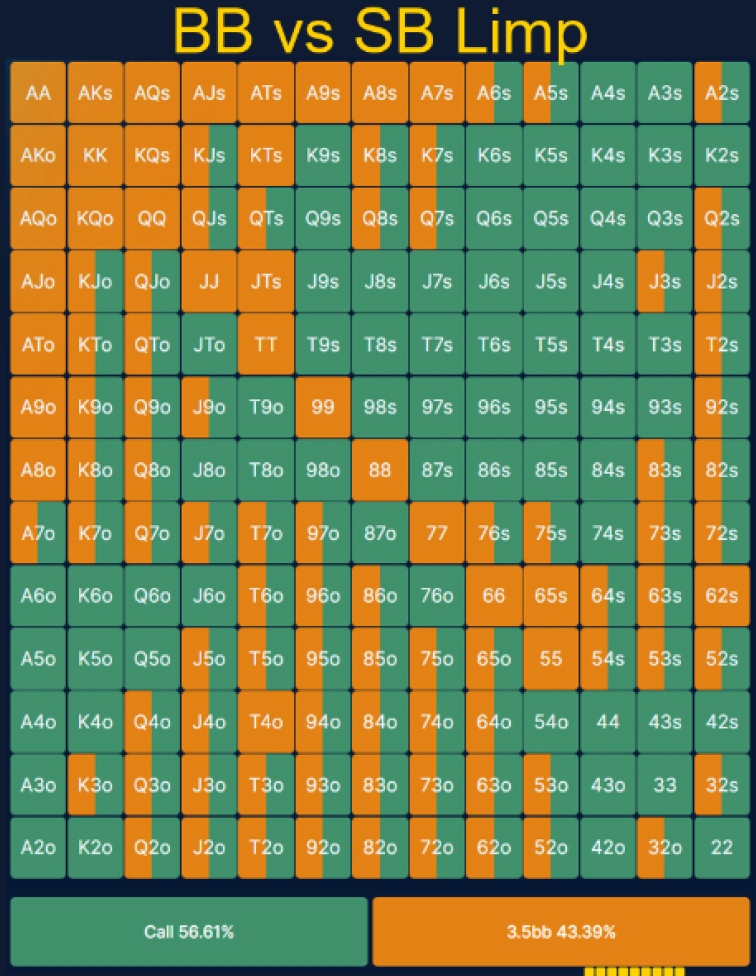 BB vs SB Limp
AA AKs AQs AJs ATs A9s A8s A7s A6s A5s A4s A3s A2s
AKo KK KQs KJs KTs K9s K8s K7s K6s K5s K4s K3s K2s
AQo KQo QQ QJs QTs Q9s Q8s Q7s Q6s Q5s Q4s Q3s Q2s
AJo KJo QJo JJ JTs J9s J8s J7s J6s J5s J4s J3s J2s
ATo KTo QTo JTo TT T9s T8s T7s T6s T5s T4s T3s T2s
A9o K9o Q9o J9o T9o 99 98s 97s 96s 95s 94s 93s 92s
A8o K8o Q8o J8o T8o 98o 88 87s 86s 85s 84s 83s 82s
A7o K7o Q7o J7o T7o 97o 87o 77 76s 75s 74s 73s 72s
A6o K6o Q6o J6o T6o 96o 86o 76o 66 65s 64s 63s 62s
A5o K5o Q5o J5o T5o 95o 85o 75o 65o 55 54s 53s 52s
A4o K4o Q4o J4o T4o 94o 84o 74o 64o 54o 44 43s 42s
A3o K3o Q3o J3o T3o 93o 83o 73o 63o 53o 43o 33 32s
A2o K2o Q2o J2o T2o 92o 82o 72o 62o 52o 42o 32o 22
Call 56.61% 3.5bb 43.39%